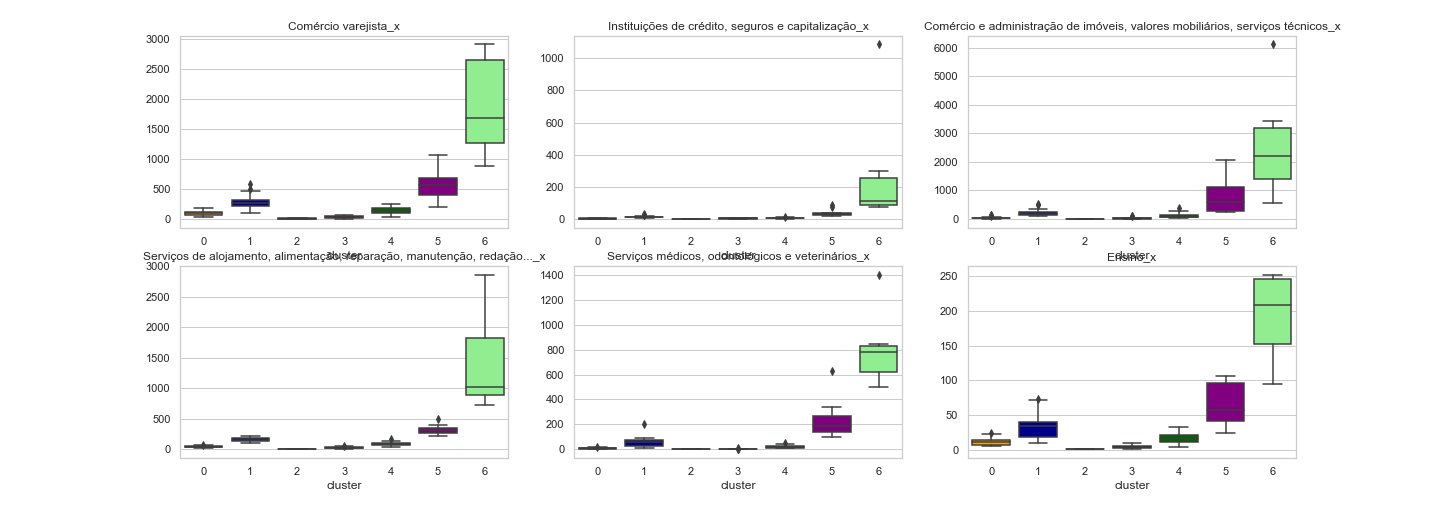 Comércio varejista_x
3000
2500
2000
1500
1000
500
0
0 1 2 3 4 5 6
cluster
Instituições de crédito, seguros e capitalização_x
1000
800
600
400
200
0
0 1 2 3 4 5 6
cluster
Comércio e administração de imóveis, valores mobiliários, serviços técnicos_x
6000
5000
4000
3000
2000
1000
0
0 1 2 3 4 5 6
cluster
Serviços de alojamento, alimentação, reparação, manutenção, redação..._x
3000
2500
2000
1500
1000
500
0
0 1 2 3 4 5 6
cluster
Serviços médicos, odontológicos e veterinários_x
1400
1200
1000
800
600
400
200
0
0 1 2 3 4 5 6
cluster
Ensino_x
250
200
150
100
50
0
0 1 2 3 4 5 6
cluster